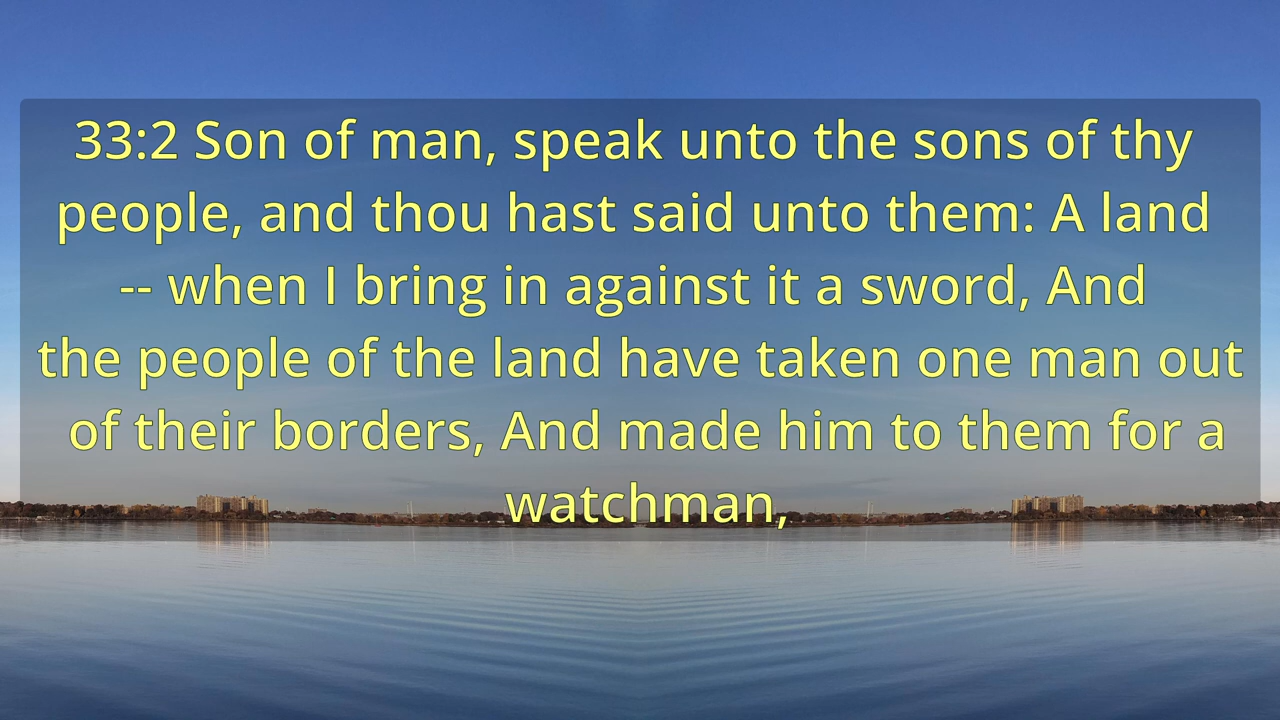 33:2 Son of man, speak unto the sons of thy
people, and thou hast said unto them: A land
-- when I bring in against it a sword, And
the people of the land have taken one man out
of their borders, And made him to them for a
watchman,